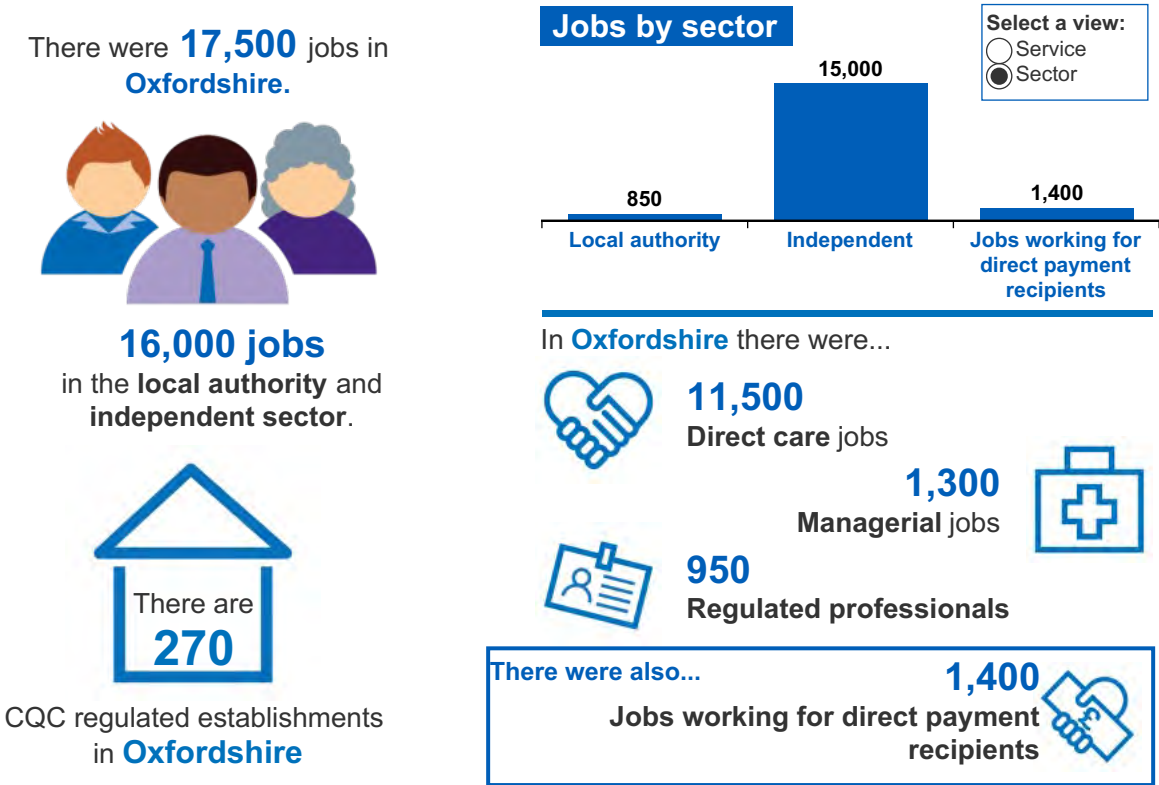 There were 17,500 jobs in
Oxfordshire.
16,000 jobs
in the local authority and
independent sector.
There are
270
CQC regulated establishments
in Oxfordshire
Jobs by sector
Select a view:
Service
Sector
15,000
850
1,400
Local authority
Independent
Jobs working for
direct payment
recipients
In Oxfordshire there were...
11,500
Direct care jobs
1,300
Managerial jobs
950
Regulated professionals
There were also...
1,400
Jobs working for direct payment
recipients
£